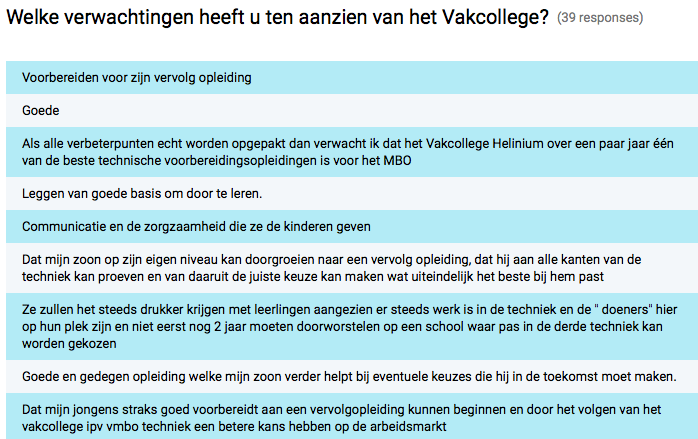 Welke verwachtingen heeft u ten aanzien van het Vakcollege? (39 responses)
Voorbereiden voor zijn vervolg opleiding
Goede
Als alle verbeterpunten echt worden opgepakt dan verwacht ik dat het Vakcollege Helinium over een paar jaar één
van de beste technische voorbereidingsopleidingen is voor het MBO
Leggen van goede basis om door te leren.
Communicatie en de zorgzaamheid die ze de kinderen geven
Dat mijn zoon op zijn eigen niveau kan doorgroeien naar een vervolg opleiding, dat hij aan alle kanten van de
techniek kan proeven en van daaruit de juiste keuze kan maken wat uiteindelijk het beste bij hem past
Ze zullen het steeds drukker krijgen met leerlingen aangezien er steeds werk is in de techniek en de " doeners" hier
op hun plek zijn en niet eerst nog 2 jaar moeten doorworstelen op een school waar pas in de derde techniek kan
worden gekozen
Goede en gedegen opleiding welke mijn zoon verder helpt bij eventuele keuzes die hij in de toekomst moet maken.
Dat mijn jongens straks goed voorbereidt aan een vervolgopleiding kunnen beginnen en door het volgen van het
vakcollege ipv vmbo techniek een betere kans hebben op de arbeidsmarkt